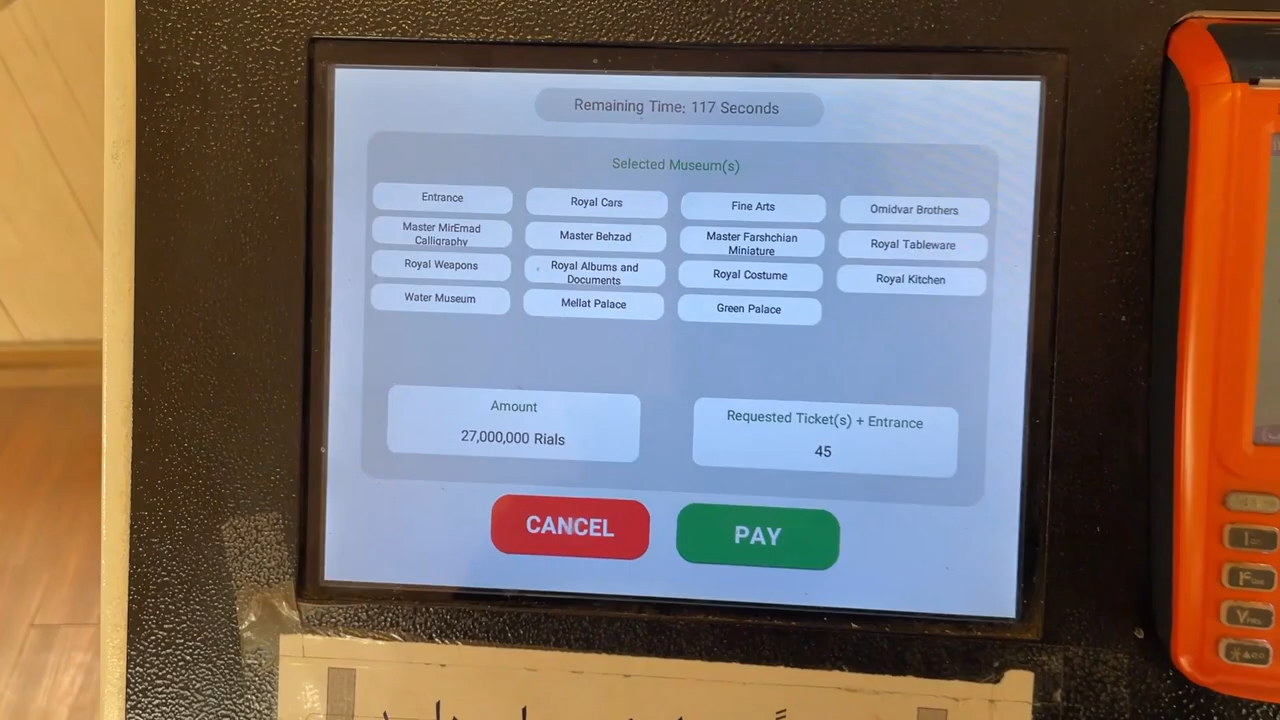 Remaining Time: 117 Seconds
Selected Museum(s)
Entrance
Royal Cars
Fine Arts
Omidvar Brothers
Master MirEmad
Calligraphy
Master Behzad
Master Farshchian
Miniature
Royal Tableware
Royal Weapons
Royal Albums and
Documents
Royal Costume
Royal Kitchen
Water Museum
Mellat Palace
Green Palace
Amount
27,000,000 Rials
Requested Ticket(s) + Entrance
45
CANCEL
PAY